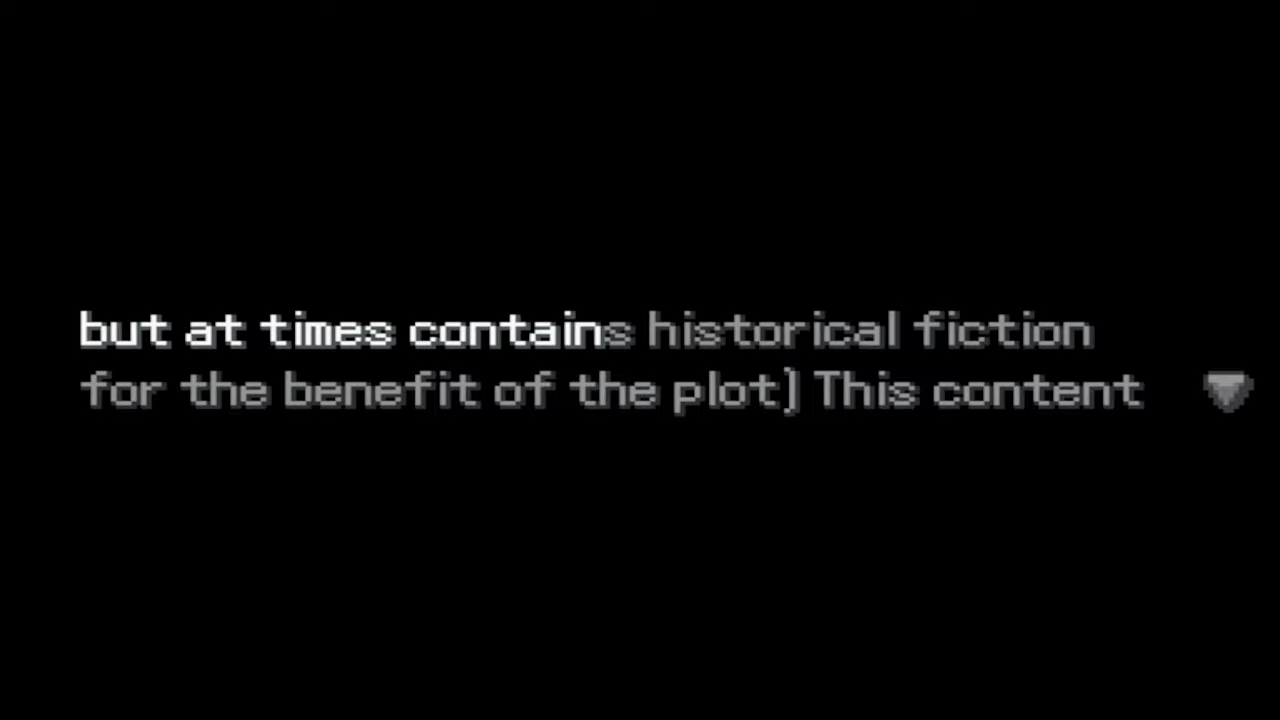 but at times contains historical fiction
for the benefit of the plot] This content